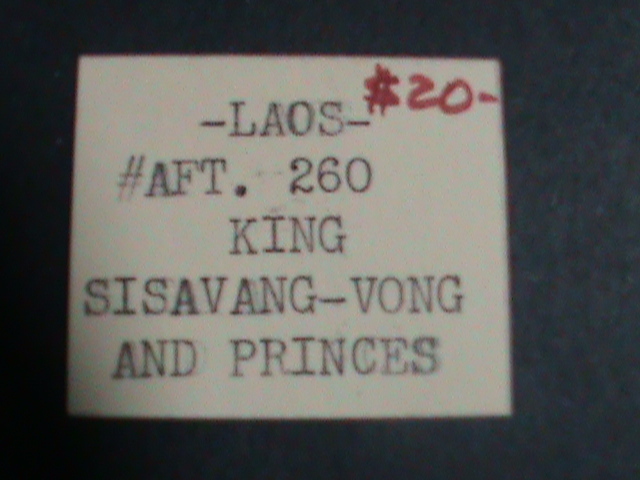 $20-
-LAOS-
#AFT. 260
KING
SISAVANG-VONG
AND PRINCES